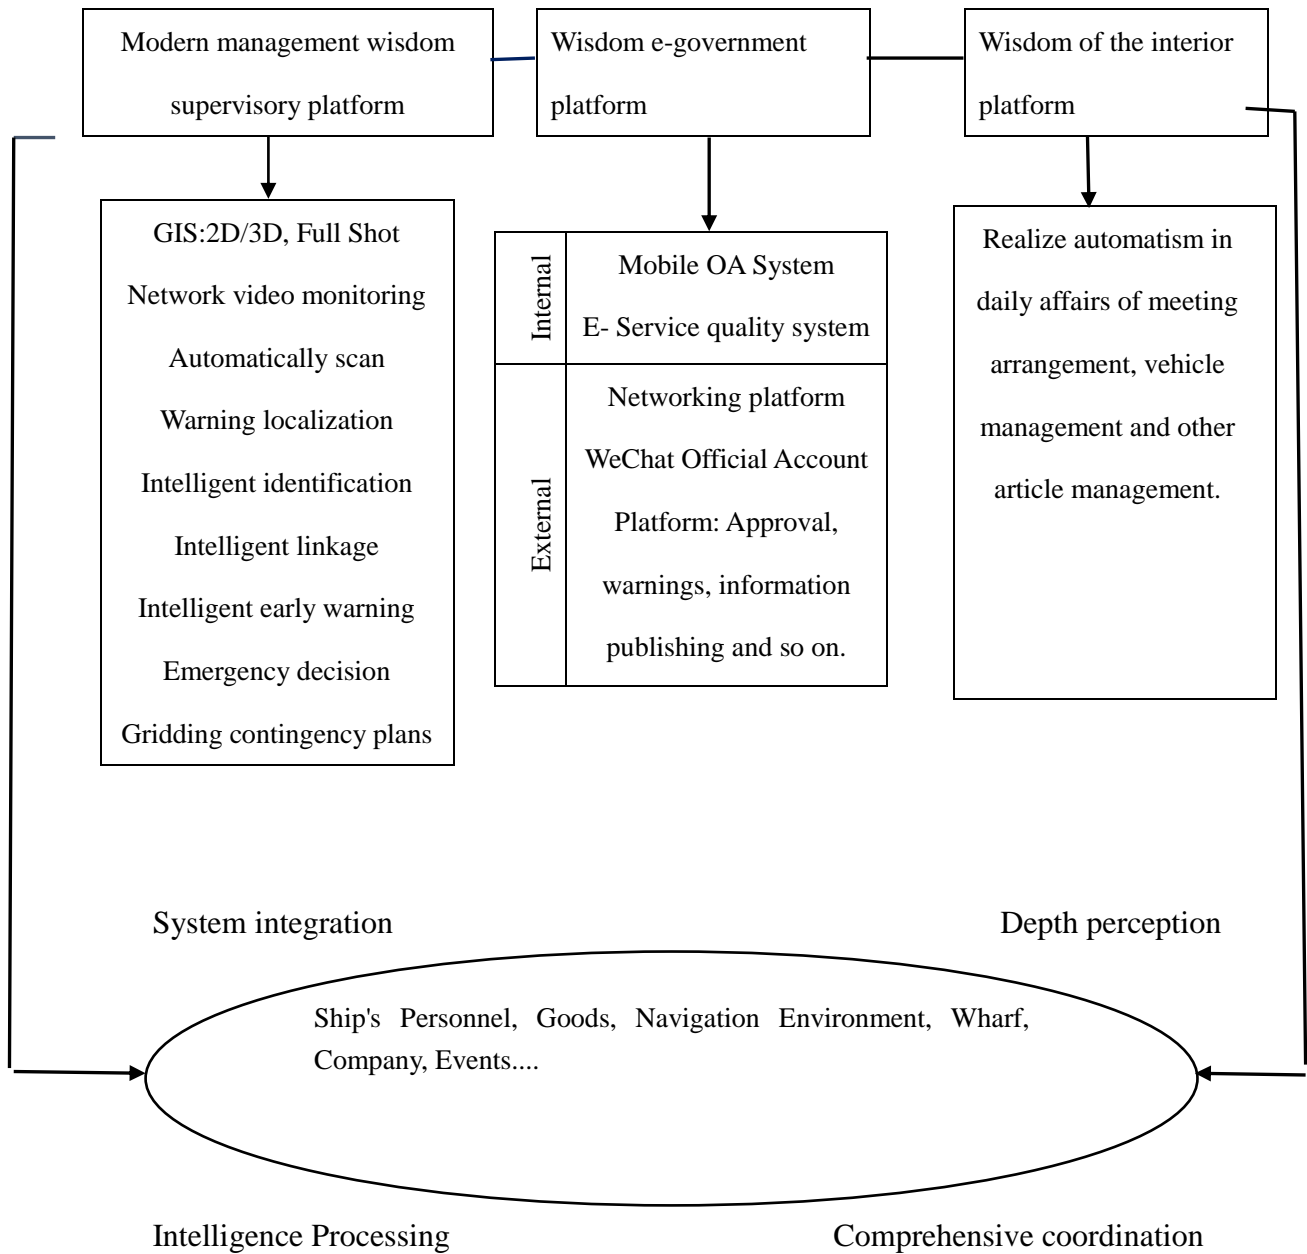 Modern management wisdom
supervisory platform
Wisdom e-government
platform
Wisdom of the interior
platform
GIS:2D/3D, Full Shot
Network video monitoring
Automatically scan
Warning localization
Intelligent identification
Intelligent linkage
Intelligent early warning
Emergency decision
Gridding contingency plans
Internal
Mobile OA System
E- Service quality system
External
Networking platform
WeChat Official Account
Platform: Approval,
warnings, information
publishing and so on.
Realize automatism in
daily affairs of meeting
arrangement, vehicle
management and other
article management.
System integration
Depth perception
Ship's Personnel, Goods, Navigation Environment, Wharf,
Company, Events....
Intelligence Processing
Comprehensive coordination